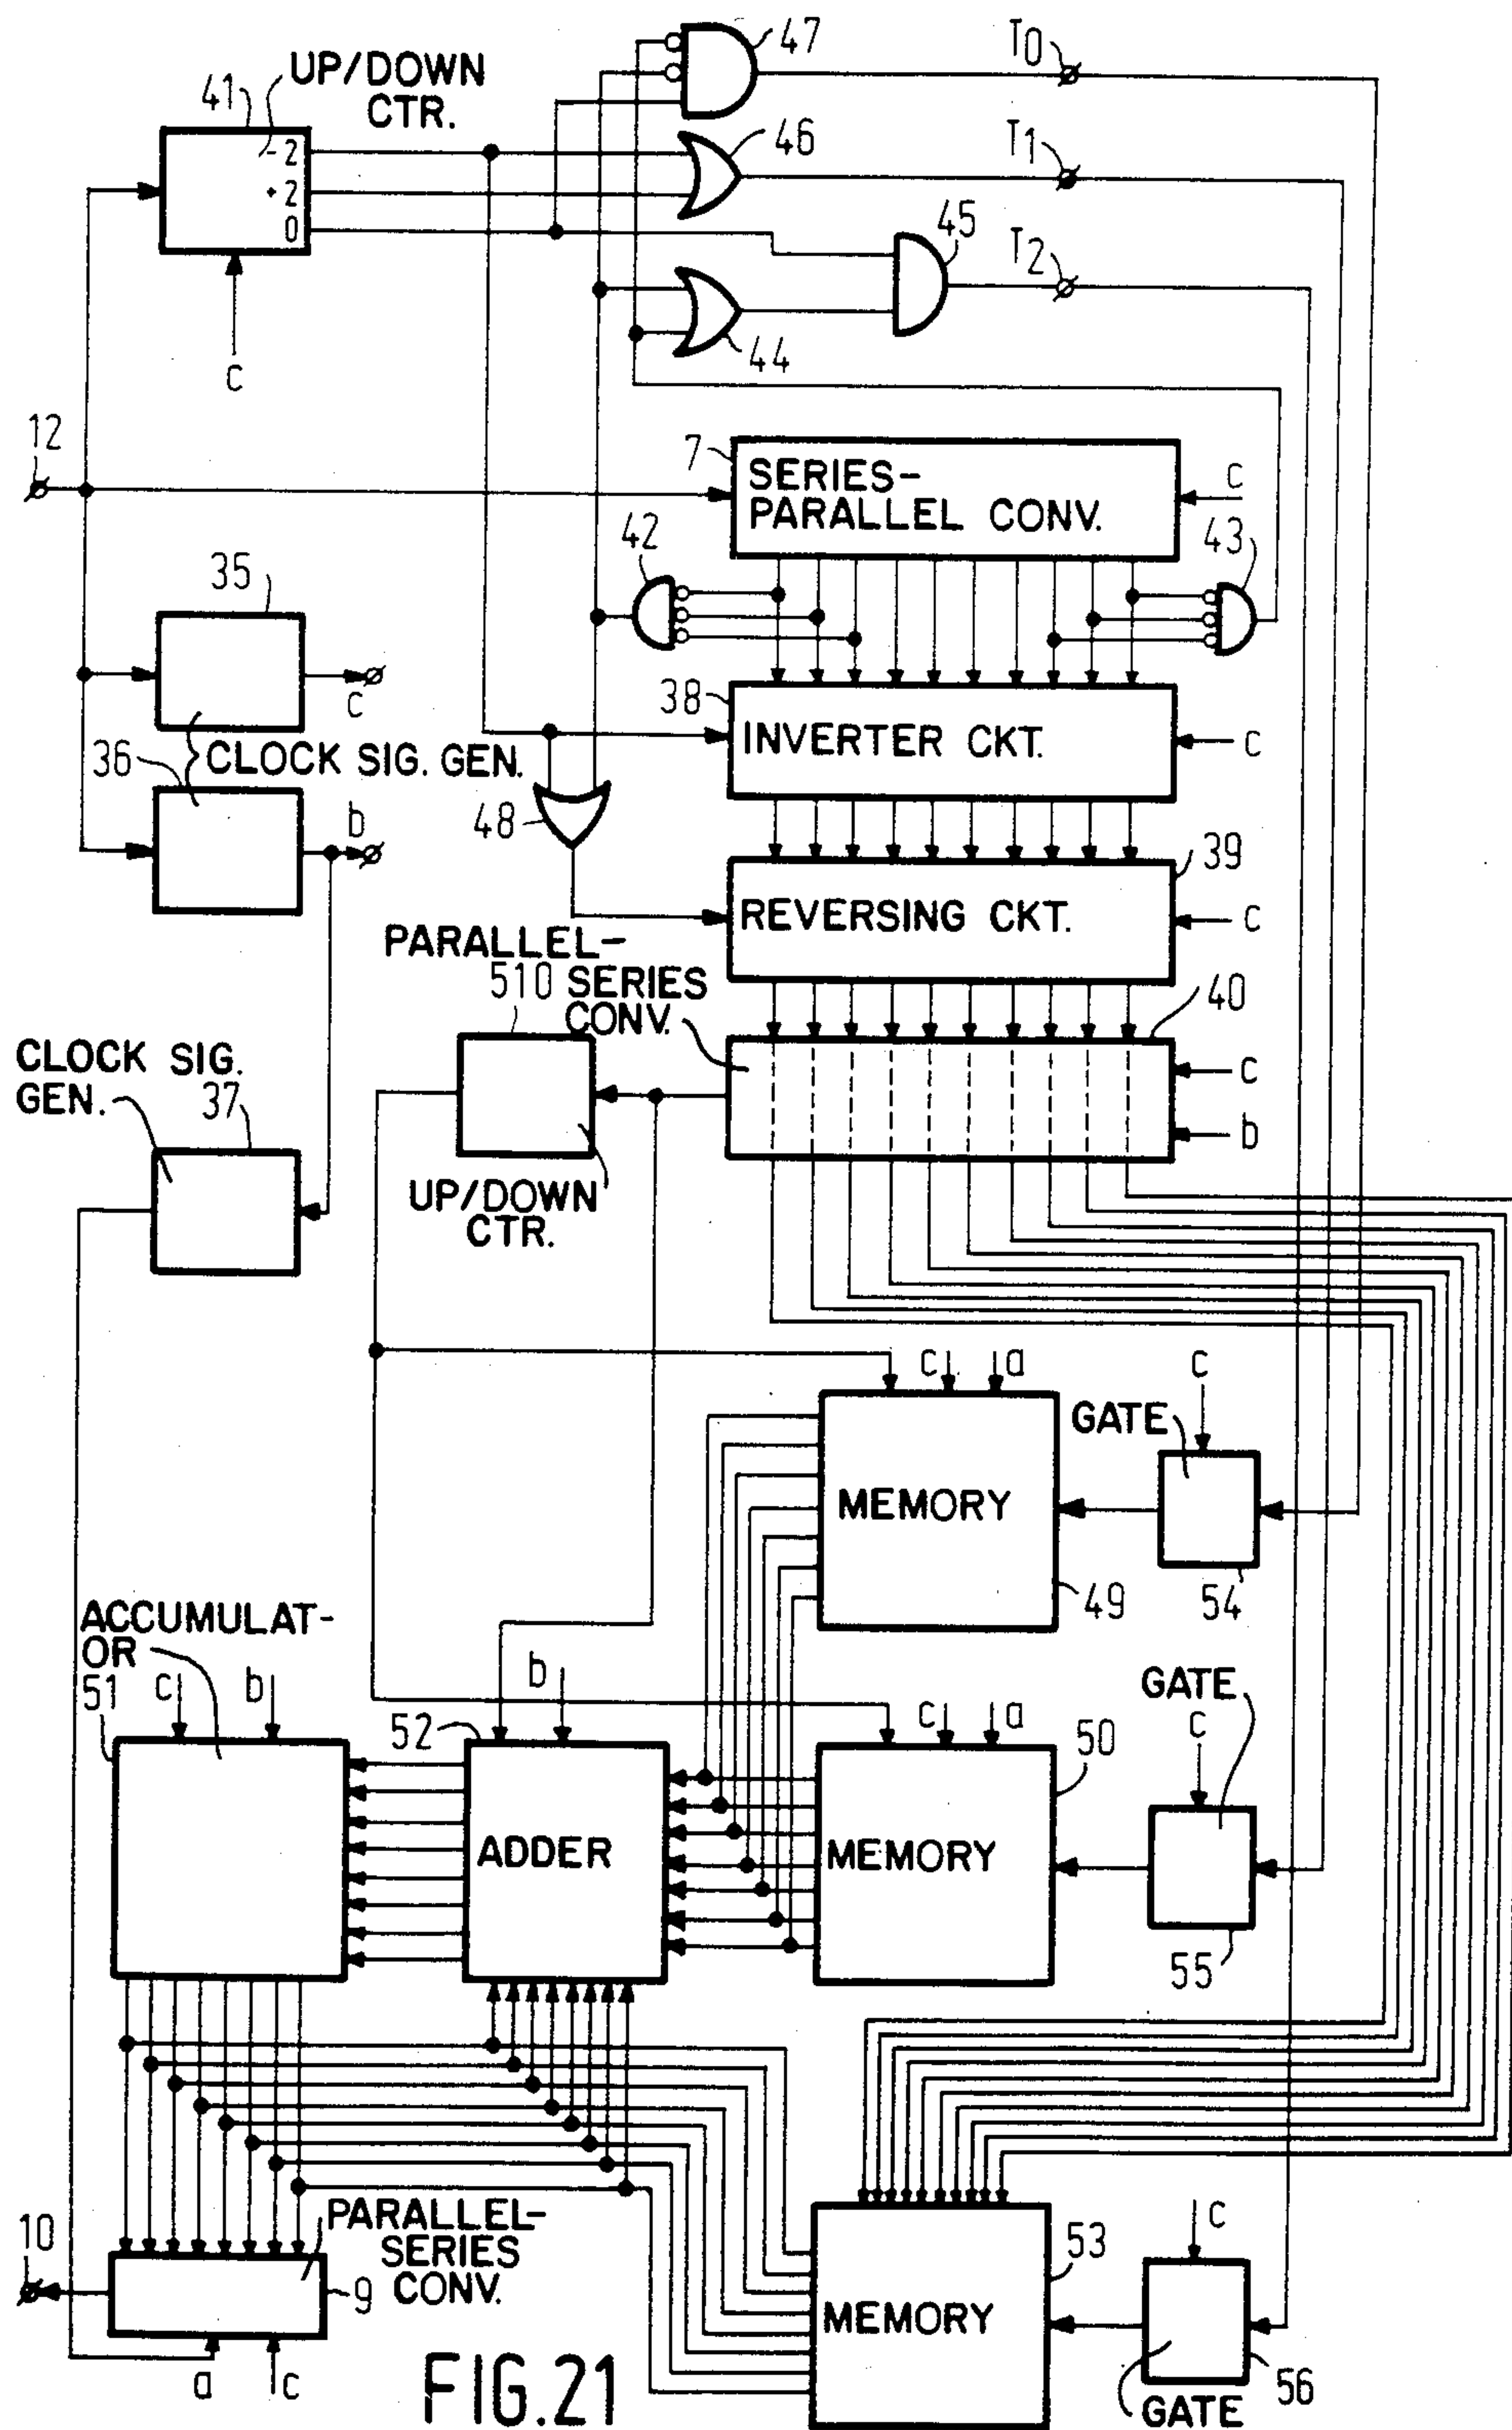 47
T0
UP/DOWN
CTR.
41
46
T1
-2
+2
0
45
T2
44
c
12
7
SERIES-
PARALLEL CONV.
c
42
43
35
c
38
INVERTER CKT.
c
36
CLOCK SIG. GEN.
b
48
39
REVERSING CKT.
c
PARALLEL-
510 SERIES
CONV.
40
c
b
CLOCK SIG.
GEN.
37
UP/DOWN
CTR.
c a
c
GATE
MEMORY
49
54
ACCUMULAT-
OR
51
c b
b
52
c a
50
GATE
c
ADDER
MEMORY
55
10
PARALLEL-
SERIES
CONV.
9
a c
53
c
MEMORY
56
GATE
FIG.21